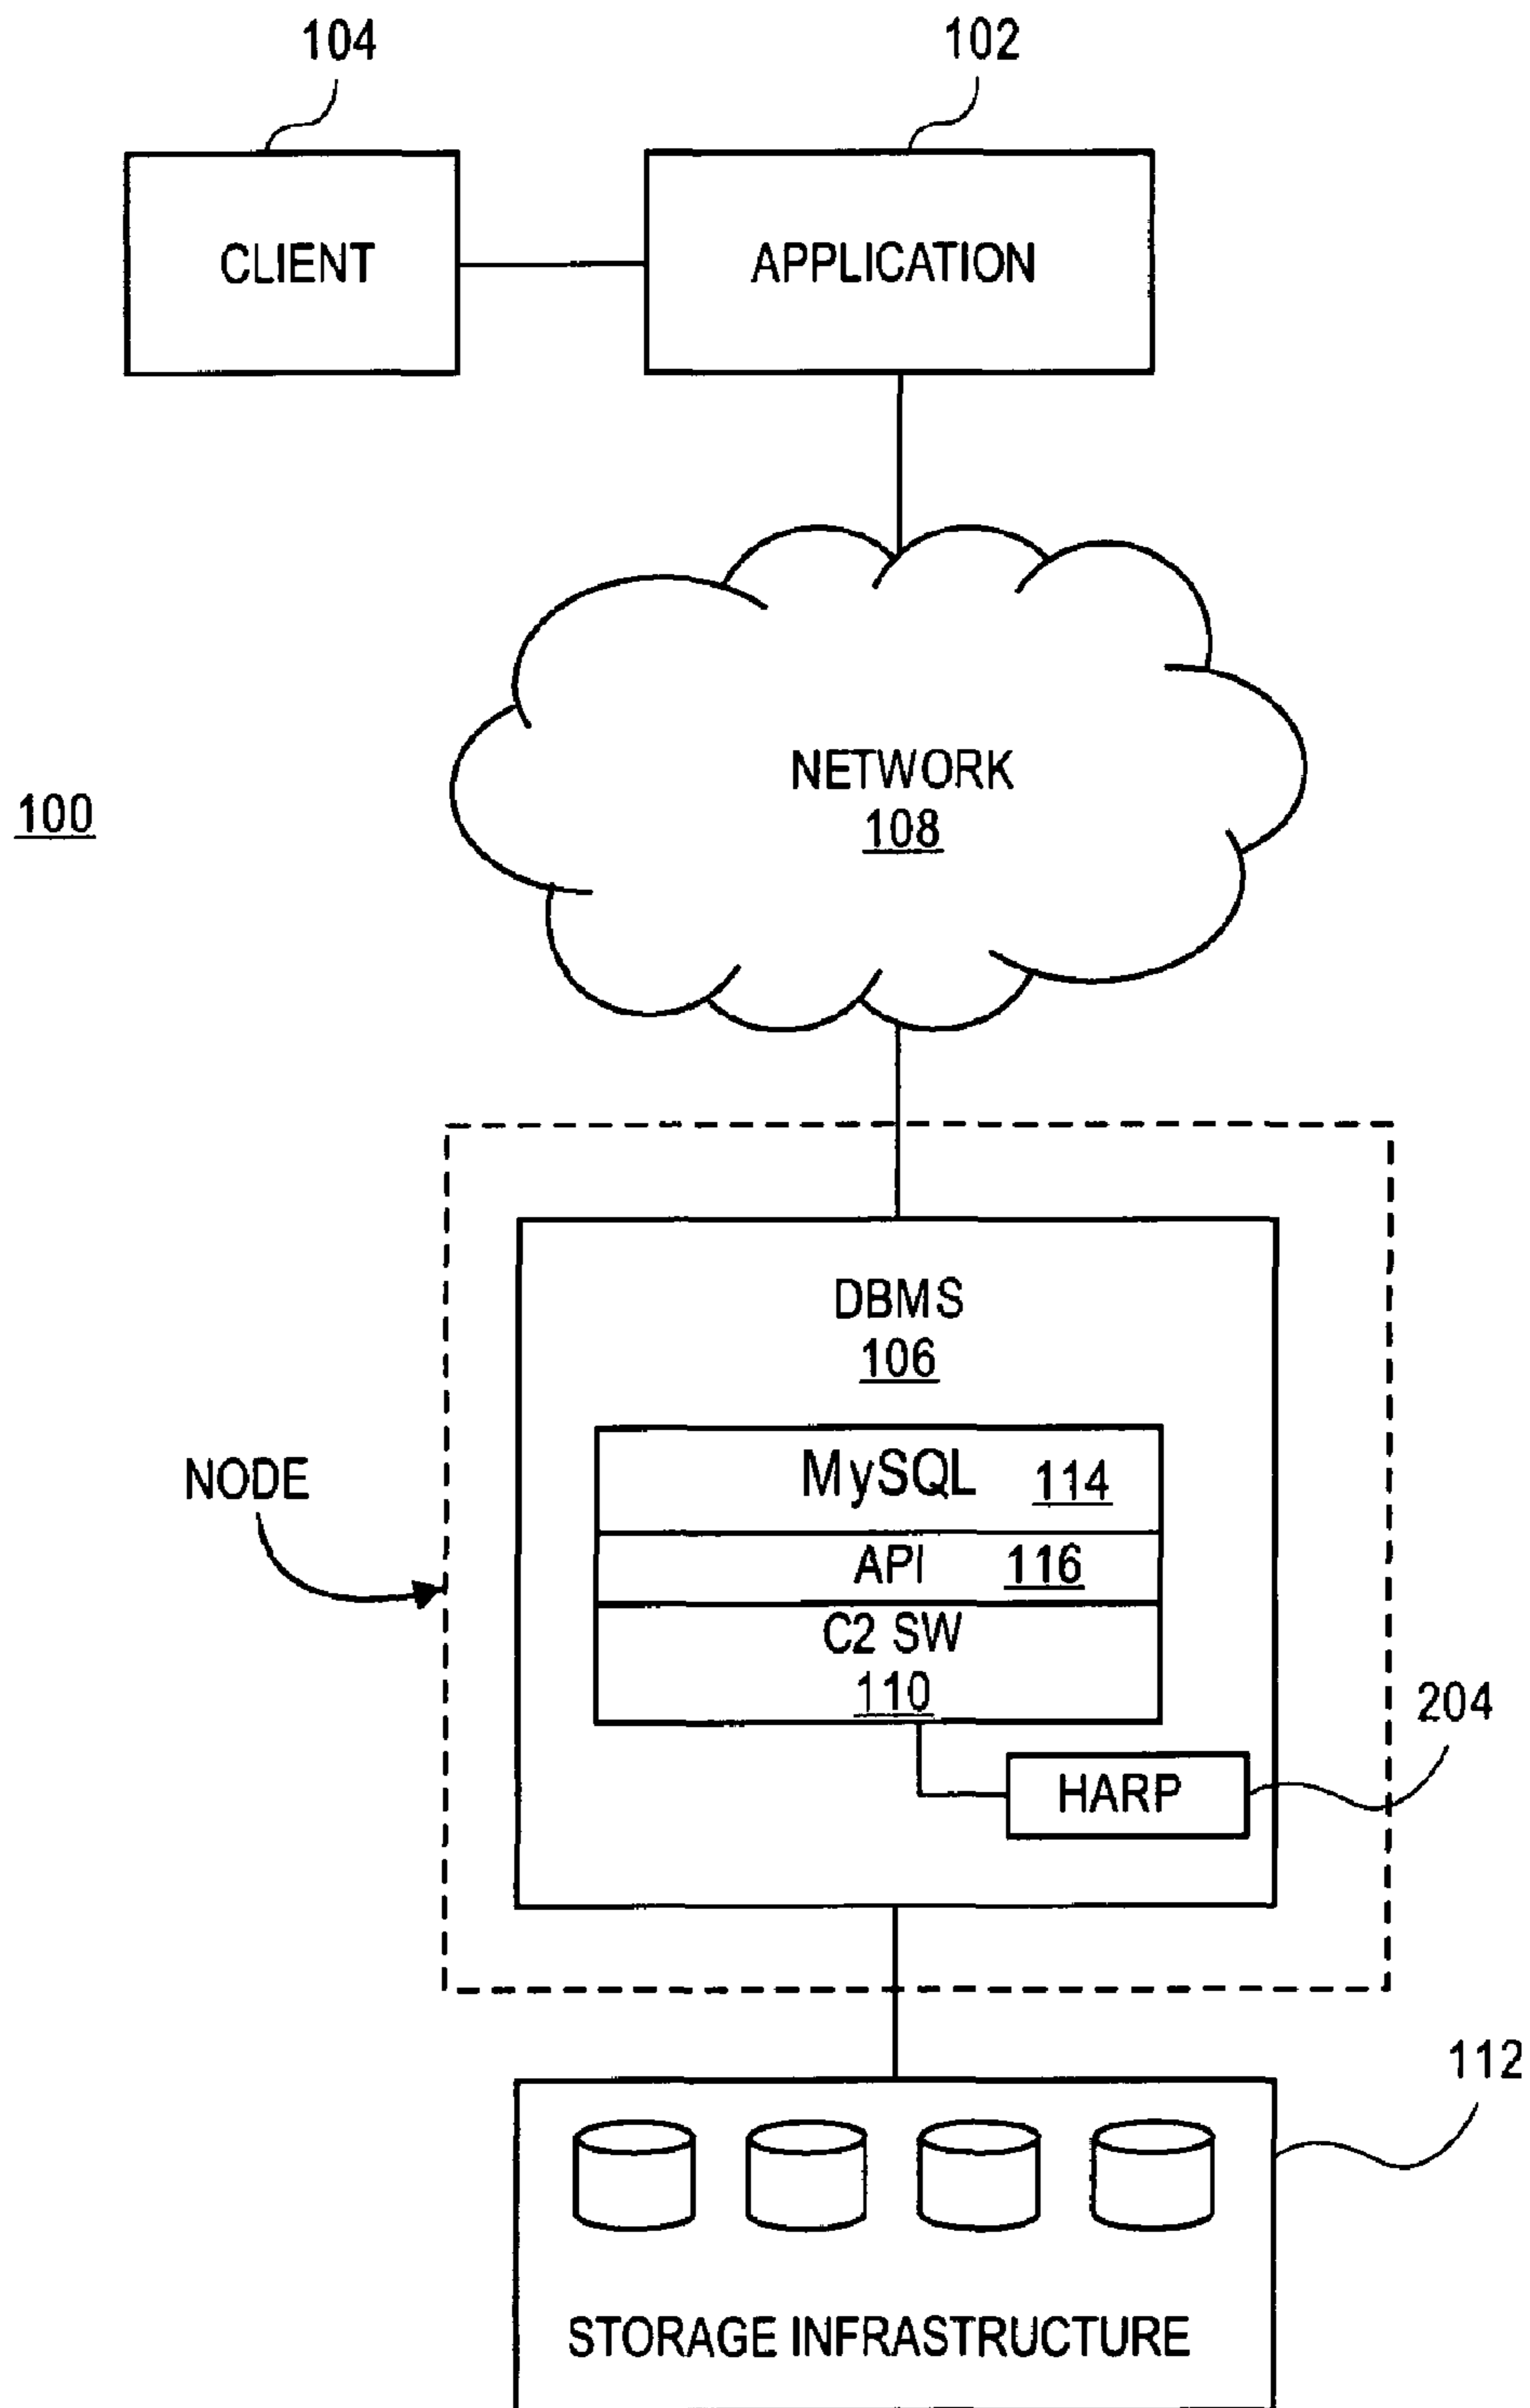 104
102
CLIENT
APPLICATION
NETWORK
108
100
DBMS
106
MySQL 114
NODE
API 116
C2 SW
110
204
HARP
112
STORAGE INFRASTRUCTURE